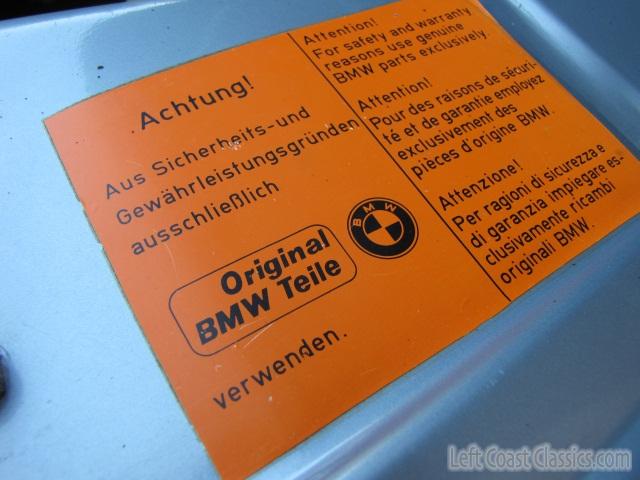 Achtung!
Aus Sicherheits-und
Gewährleistungsgründen
ausschließlich
Original
BMW Teile
BMW
verwenden.
Attention!
For safety and warranty
reasons use genuine
BMW parts exclusively.
Attention!
Pour des raisons de sécuri-
té et de garantie employez
exclusivement des
pièces d'origine BMW.
Attenzione!
Per ragioni di sicurezza e
di garanzia impiegare es-
clusivamente ricambi
originali BMW.
Left Coast Classics.com